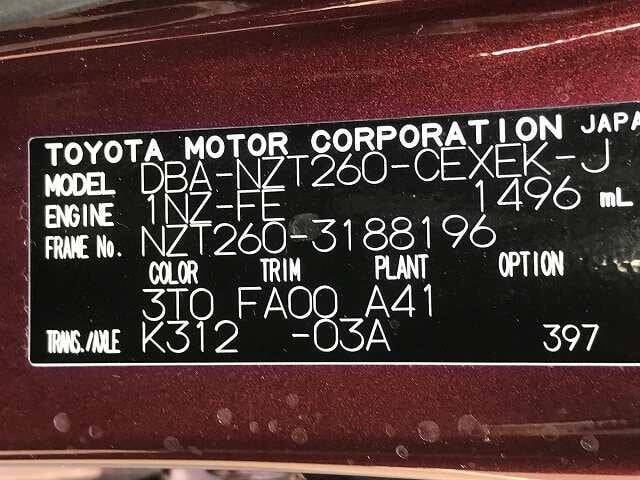 TOYOTA MOTOR CORPORATION JAPA
MODEL DBA-NZT260-CEXEK-J
ENGINE 1NZ-FE 1496 mL
FRAME No. NZT260-3188196
COLOR TRIM PLANT OPTION
3T0 FA00 A41
TRANS./AXLE K312 -03A 397